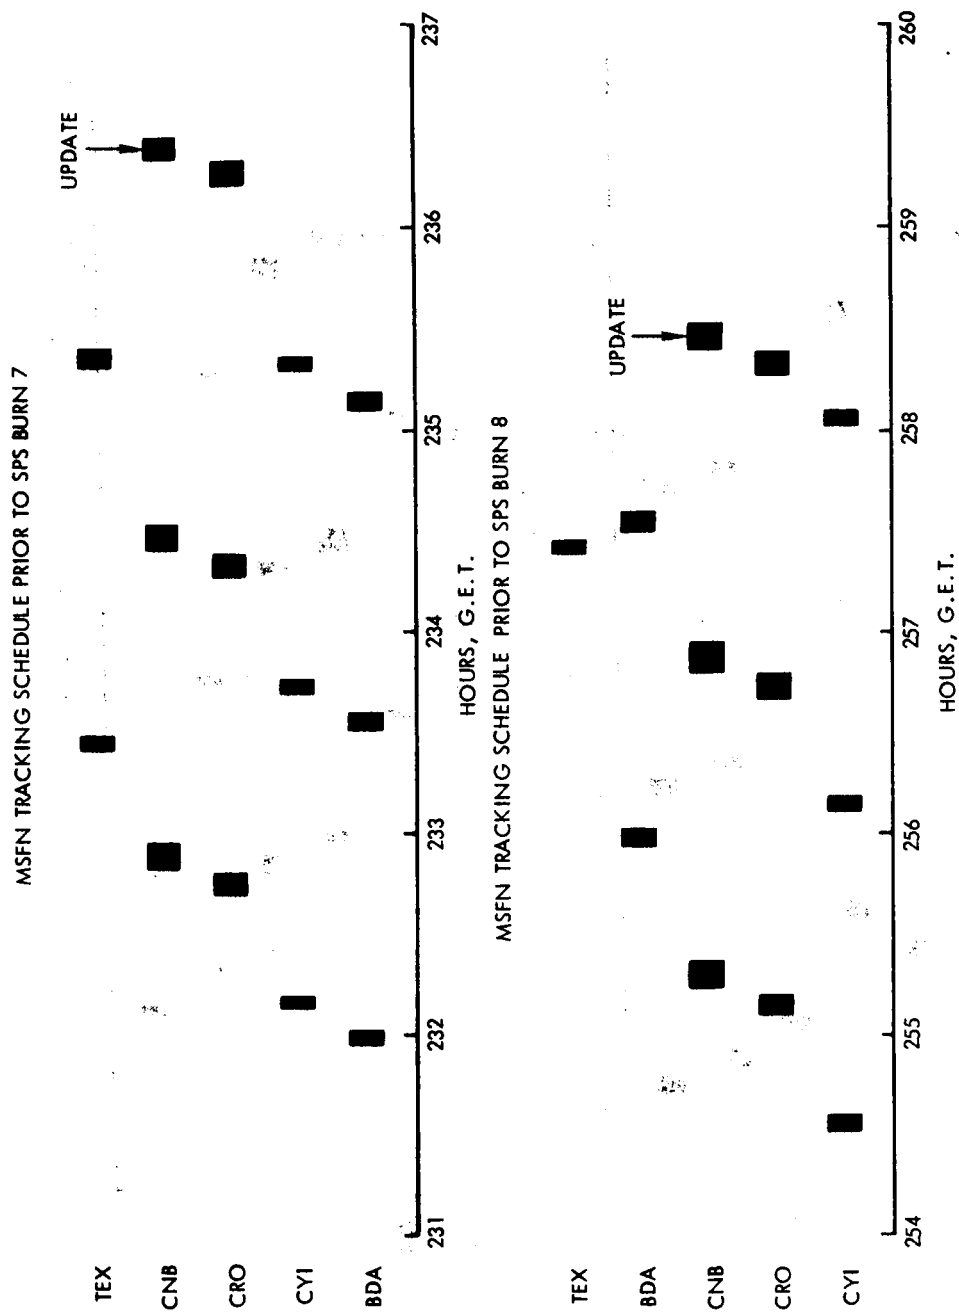 MSFN TRACKING SCHEDULE PRIOR TO SPS BURN 7
UPDATE
TEX
CNB
CRO
CYI
BDA
231 232 233 234 235 236 237
HOURS, G.E.T.
MSFN TRACKING SCHEDULE PRIOR TO SPS BURN 8
UPDATE
TEX
BDA
CNB
CRO
CYI
254 255 256 257 258 259 260
HOURS, G.E.T.